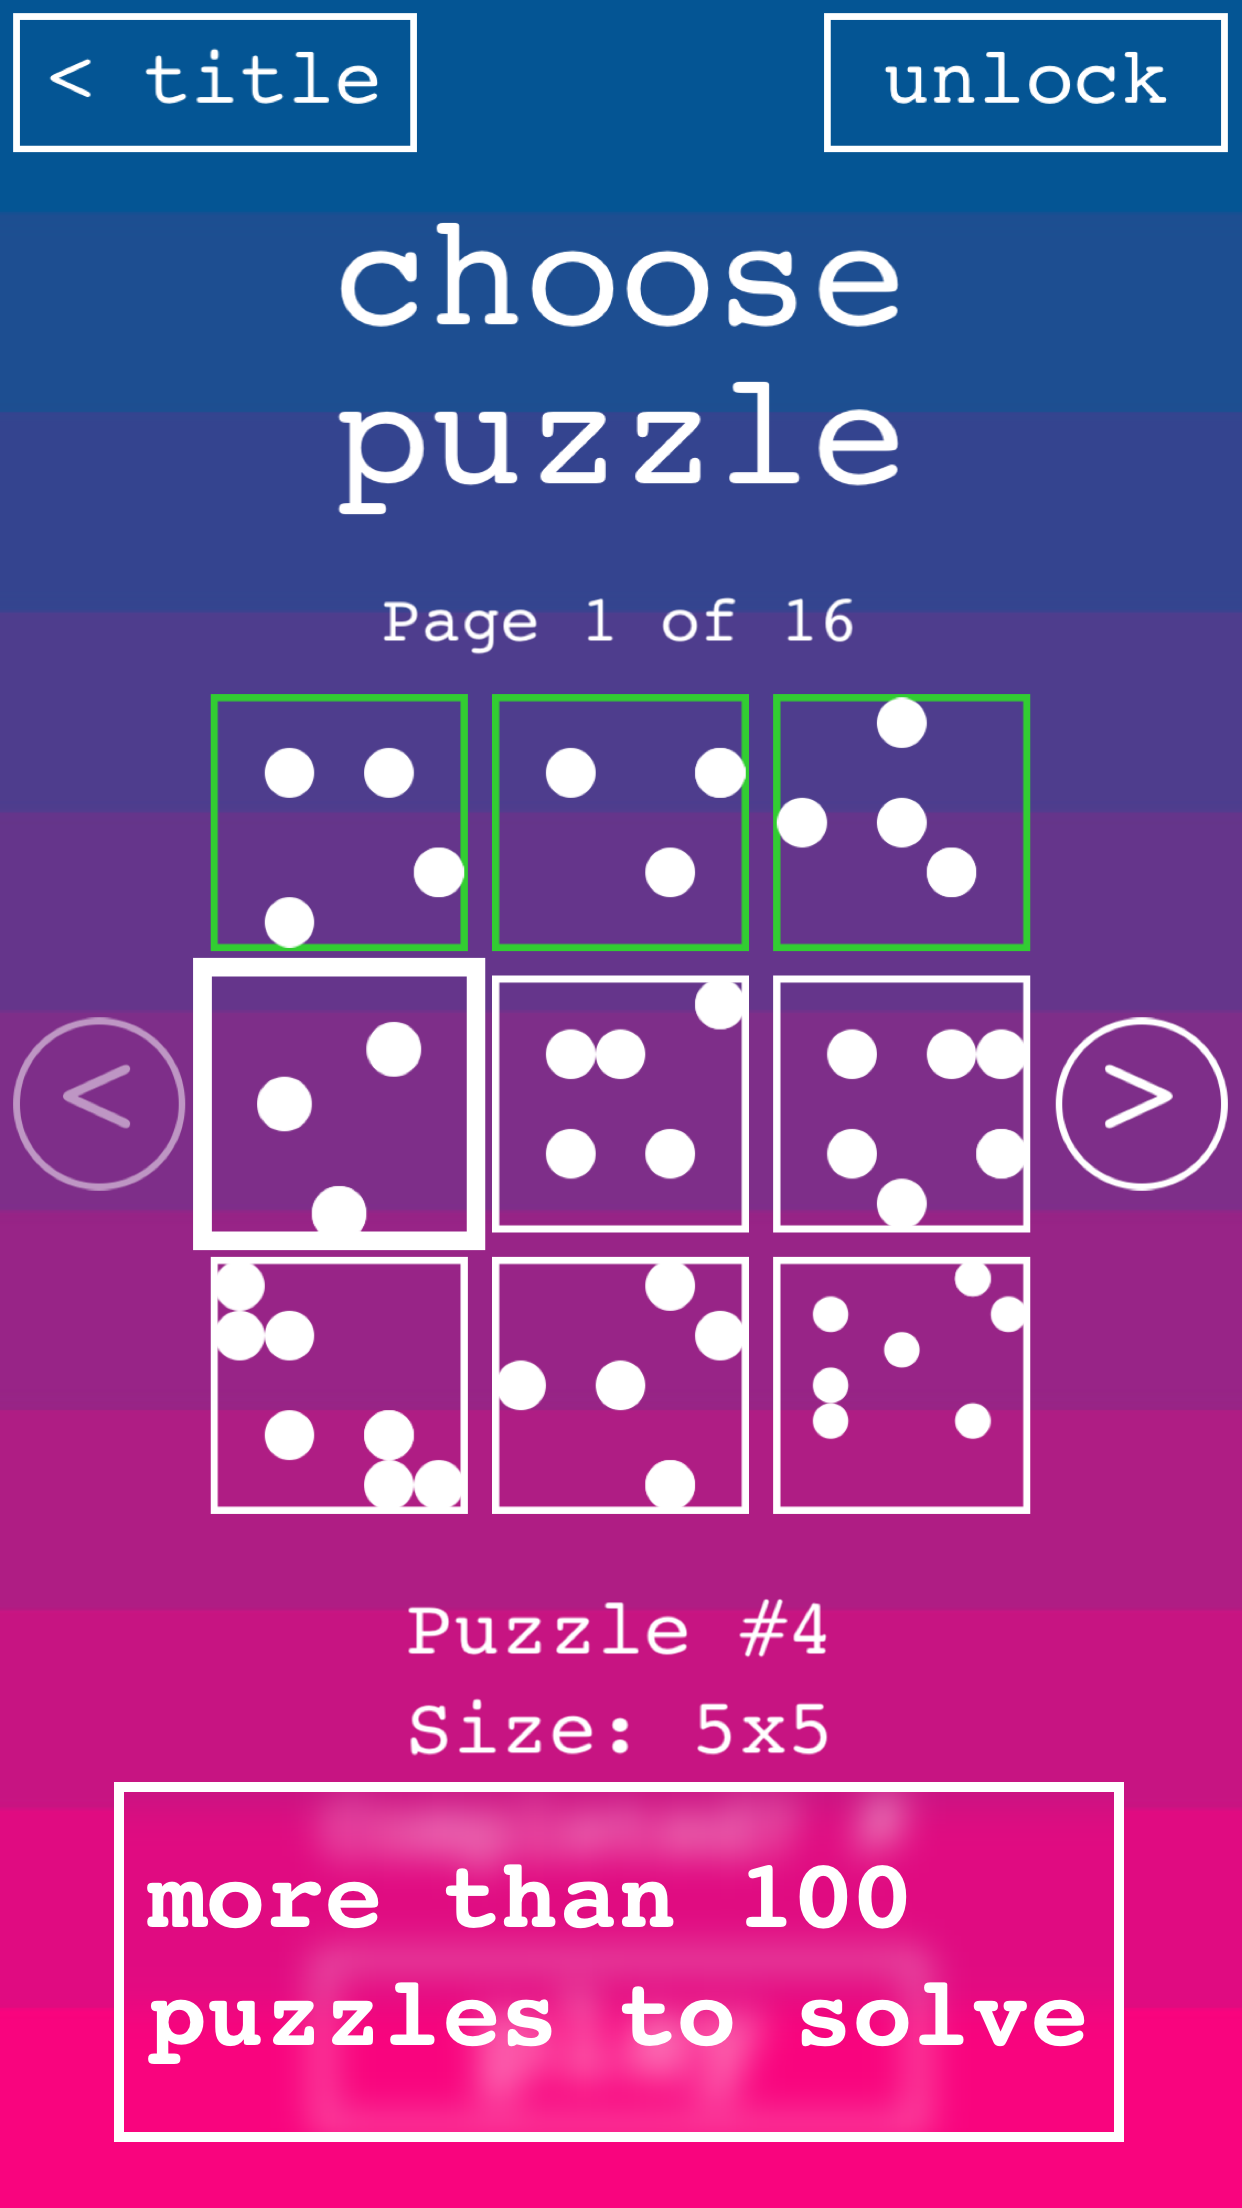 < title
unlock
choose
puzzle
Page 1 of 16
<
>
Puzzle #4
Size: 5x5
more than 100
puzzles to solve